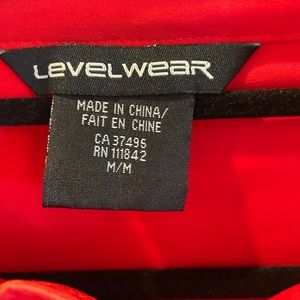 LEVELWEAR
MADE IN CHINA/
FAIT EN CHINE
CA 37496
RN 111842
M/M